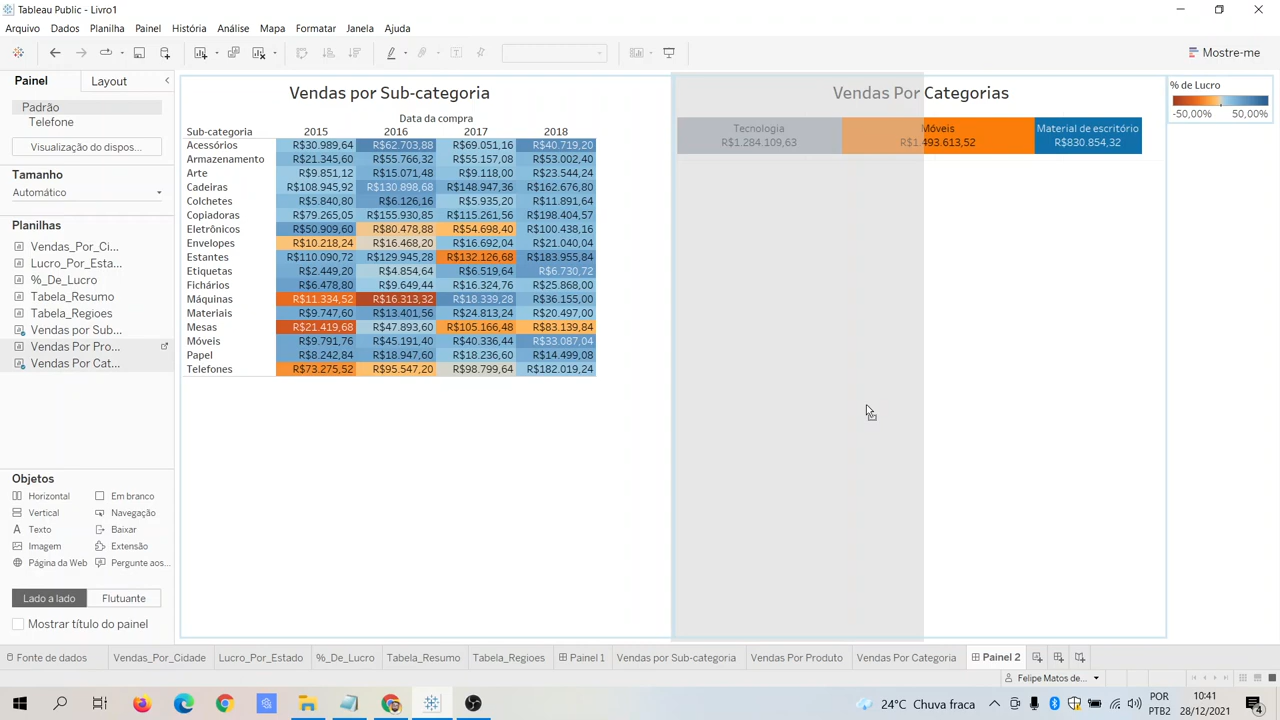 Tableau Public - Livro1
Arquivo Dados Planilha Painel História Análise Mapa Formatar Janela Ajuda
Mostre-me
Painel Layout
Padrão
Telefone
Visualização do dispos...
Tamanho
Automático
Planilhas
Vendas_Por_Ci...
Lucro_Por_Esta...
%_De_Lucro
Tabela_Resumo
Tabela_Regioes
Vendas por Sub...
Vendas Por Pro...
Vendas Por Cat...
Objetos
Horizontal Em branco
Vertical Navegação
Texto Baixar
Imagem Extensão
Página da Web Pergunte aos...
Lado a lado Flutuante
Mostrar título do painel
Vendas por Sub-categoria
Data da compra
Sub-categoria 2015 2016 2017 2018
Acessórios R$30.989,64 R$62.703,88 R$69.051,16 R$40.719,20
Armazenamento R$21.345,60 R$55.766,32 R$55.157,08 R$53.002,40
Arte R$9.851,12 R$15.071,48 R$9.118,00 R$23.544,24
Cadeiras R$108.945,92 R$130.898,68 R$148.947,36 R$162.676,80
Colchetes R$5.840,80 R$6.126,16 R$5.935,20 R$11.891,64
Copiadoras R$79.265,05 R$155.930,85 R$115.261,56 R$198.404,57
Eletrônicos R$50.909,60 R$80.478,88 R$54.698,40 R$100.438,16
Envelopes R$10.218,24 R$16.468,20 R$16.692,04 R$21.040,04
Estantes R$110.090,72 R$129.945,28 R$132.126,68 R$183.955,84
Etiquetas R$2.449,20 R$4.854,64 R$6.519,64 R$6.730,72
Fichários R$6.478,80 R$9.649,44 R$16.324,76 R$25.868,00
Máquinas R$11.334,52 R$16.313,32 R$18.339,28 R$36.155,00
Materiais R$9.747,60 R$13.401,56 R$24.813,24 R$20.497,00
Mesas R$21.419,68 R$47.893,60 R$105.166,48 R$83.139,84
Móveis R$9.791,76 R$45.191,40 R$40.336,44 R$33.087,04
Papel R$8.242,84 R$18.947,60 R$18.236,60 R$14.499,08
Telefones R$73.275,52 R$95.547,20 R$98.799,64 R$182.019,24
Vendas Por Categorias
Tecnologia Móveis Material de escritório
R$1.284.109,63 R$1.493.613,52 R$830.854,32
% de Lucro
-50,00% 50,00%
Fonte de dados Vendas_Por_Cidade Lucro_Por_Estado %_De_Lucro Tabela_Resumo Tabela_Regioes Painel 1 Vendas por Sub-categoria Vendas Por Produto Vendas Por Categoria Painel 2
Felipe Matos de...
24°C Chuva fraca
POR
PTB2
10:41
28/12/2021
4